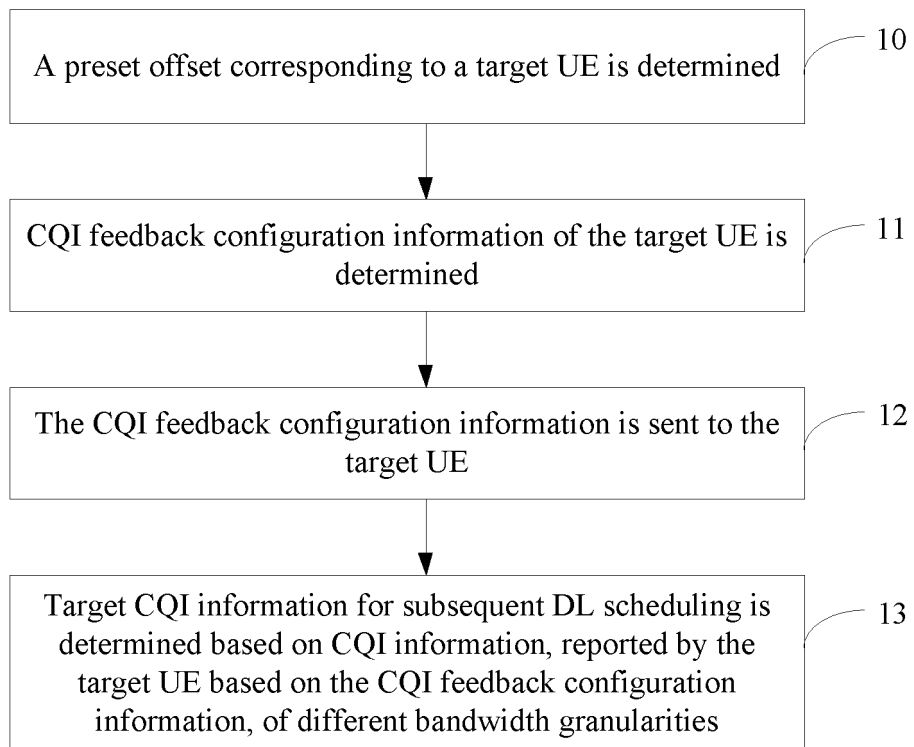 A preset offset corresponding to a target UE is determined
10
CQI feedback configuration information of the target UE is
determined
11
The CQI feedback configuration information is sent to the
target UE
12
Target CQI information for subsequent DL scheduling is
determined based on CQI information, reported by the
target UE based on the CQI feedback configuration
information, of different bandwidth granularities
13